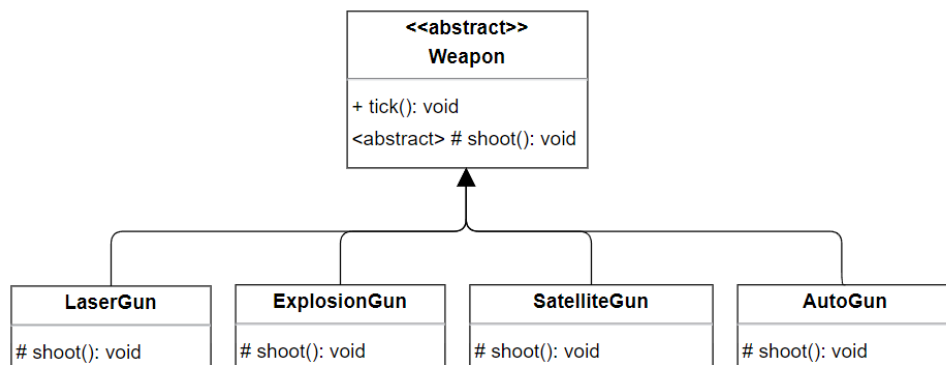 <<abstract>>
Weapon
+ tick(): void
<abstract> # shoot(): void
LaserGun
# shoot(): void
ExplosionGun
# shoot(): void
SatelliteGun
# shoot(): void
AutoGun
# shoot(): void